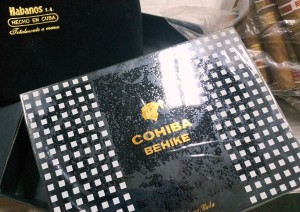 Habanos s.a.
HECHO EN CUBA
Totalmente a mano
COHIBA
BEHIKE